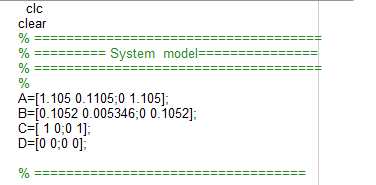 clc
clear
% ====================================
% ========= System  model===============
% ====================================
%
A=[1.105 0.1105;0 1.105];
B=[0.1052 0.005346;0 0.1052];
C=[ 1 0;0 1];
D=[0 0;0 0];
% ==================================